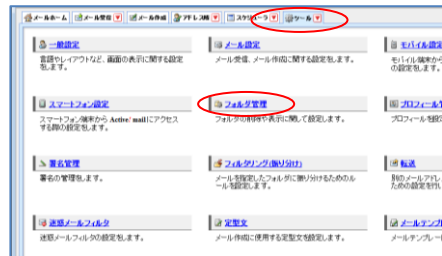 メールホーム メール受信 メール作成 アドレス帳 スケジュール ツール
一般設定 メール設定 モバイル設定
言語やレイアウトなど、画面の表示に関する設定 メール受信、メール作成に関する設定をします。 モバイル端末から
をします。 の設定をします。
スマートフォン設定 フォルダ管理 プロフィール
スマートフォン端末から Active! mailにアクセス フォルダの削除や表示に関して設定します。 プロフィールを設定
する際の設定をします。
署名管理 フィルタリング(振り分け) 転送
署名の管理をします。 メールを指定したフォルダに振り分けるためのル 別のメールアドレ
ールを設定します。 ための設定を行い
迷惑メールフィルタ 定型文 メールテンプ
迷惑メールフィルタの設定をします。 メール作成に使用する定型文を設定します。 メールテンプレー